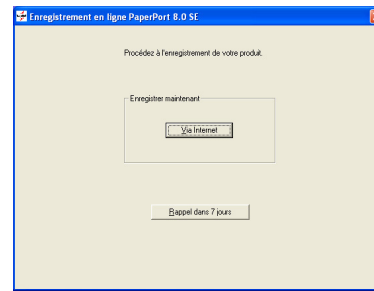 Enregistrement en ligne PaperPort 8.0 SE
Procédez à l'enregistrement de votre produit.
Enregistrer maintenant
Via Internet
Rappel dans 7 jours